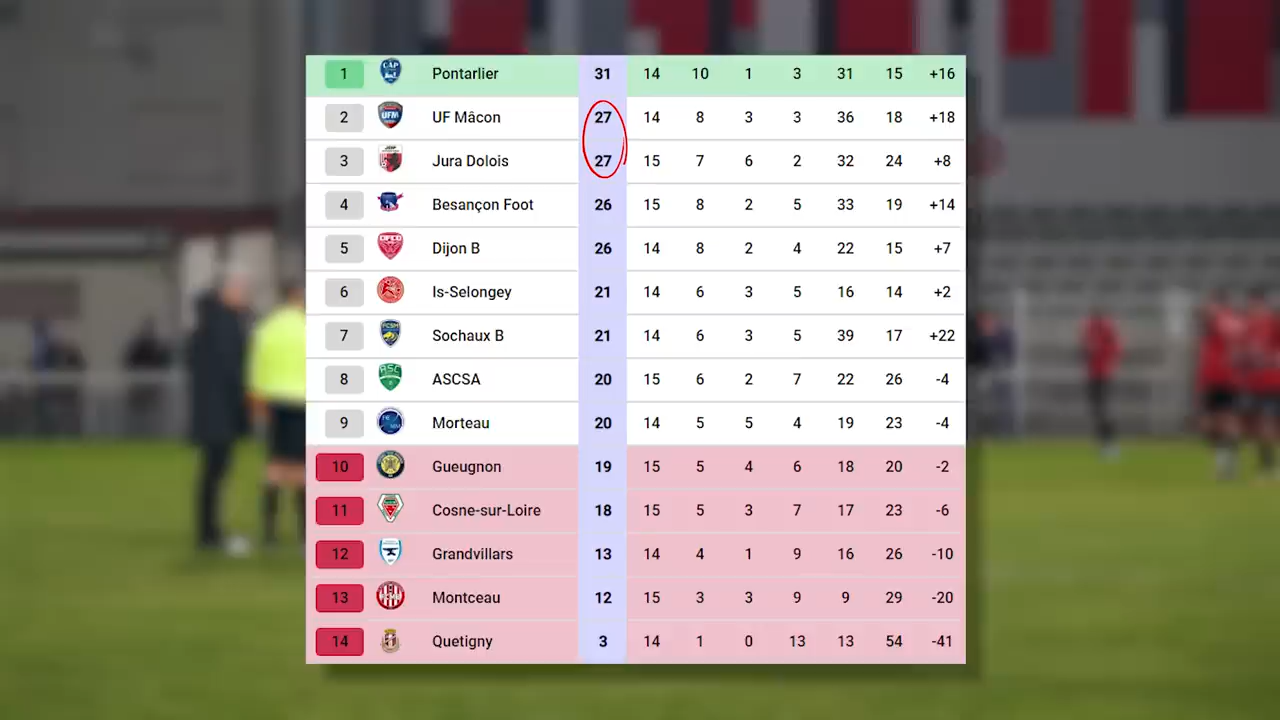 1 CAP Pontarlier 31 14 10 1 3 31 15 +16
2 UFM UF Mâcon 27 14 8 3 3 36 18 +18
3 Jura Dolois 27 15 7 6 2 32 24 +8
4 Besançon Foot 26 15 8 2 5 33 19 +14
5 DFCO Dijon B 26 14 8 2 4 22 15 +7
6 Is-Selongey 21 14 6 3 5 16 14 +2
7 FCSM Sochaux B 21 14 6 3 5 39 17 +22
8 ASC ASCSA 20 15 6 2 7 22 26 -4
9 Morteau 20 14 5 5 4 19 23 -4
10 Gueugnon 19 15 5 4 6 18 20 -2
11 Cosne-sur-Loire 18 15 5 3 7 17 23 -6
12 Grandvillars 13 14 4 1 9 16 26 -10
13 Montceau 12 15 3 3 9 9 29 -20
14 Quetigny 3 14 1 0 13 13 54 -41